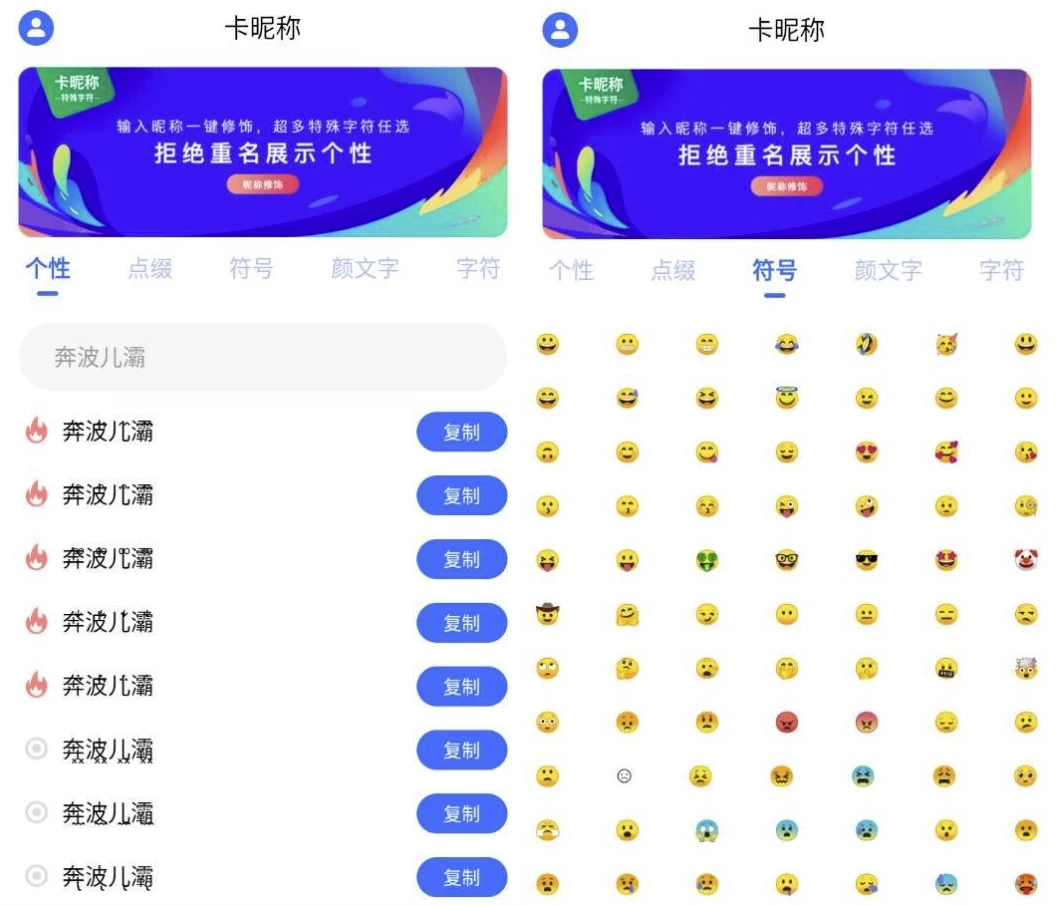 卡昵称
卡昵称
-特殊字符-
输入昵称一键修饰，超多特殊字符任选
拒绝重名展示个性
昵称修饰
个性 点缀 符号 颜文字 字符
奔波儿灞
奔波儿灞 复制
奔波儿灞 复制
奔波儿灞 复制
奔波儿灞 复制
奔波儿灞 复制
奔波儿灞 复制
奔波儿灞 复制
奔波儿灞 复制
卡昵称
卡昵称
-特殊字符-
输入昵称一键修饰，超多特殊字符任选
拒绝重名展示个性
昵称修饰
个性 点缀 符号 颜文字 字符